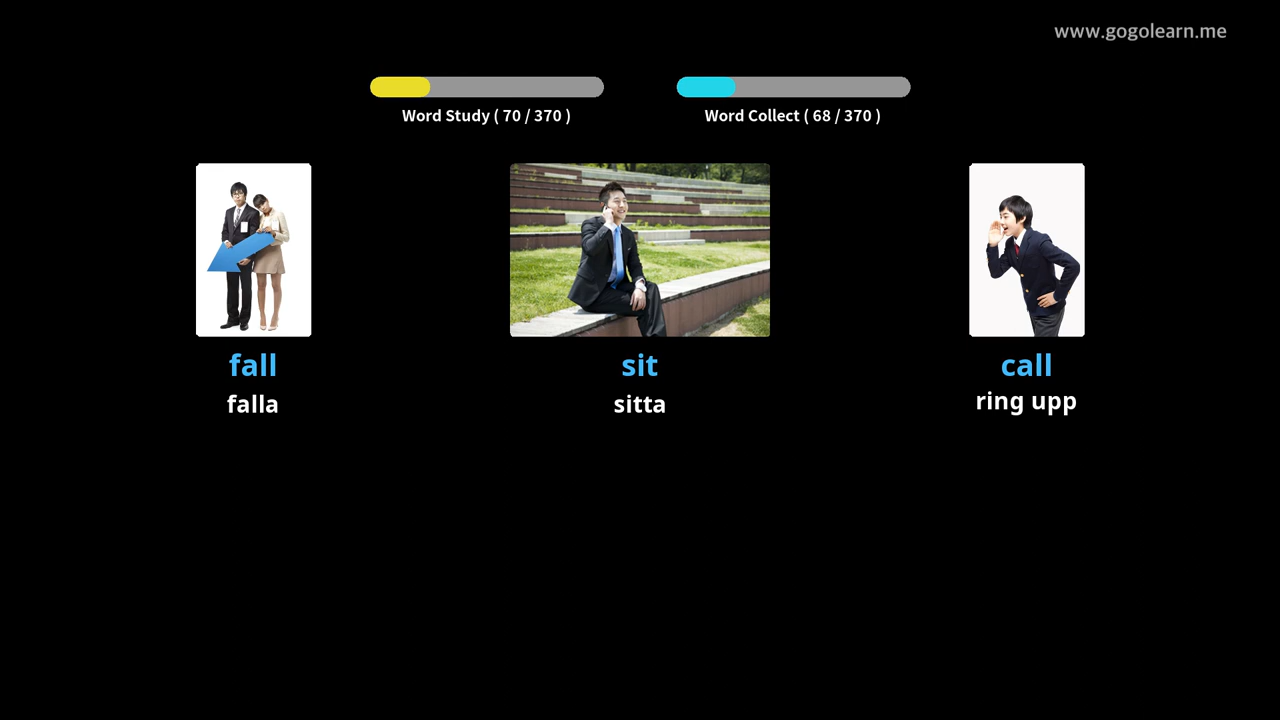 www.gogolearn.me
Word Study ( 70 / 370 )
Word Collect ( 68 / 370 )
fall
falla
sit
sitta
call
ring upp